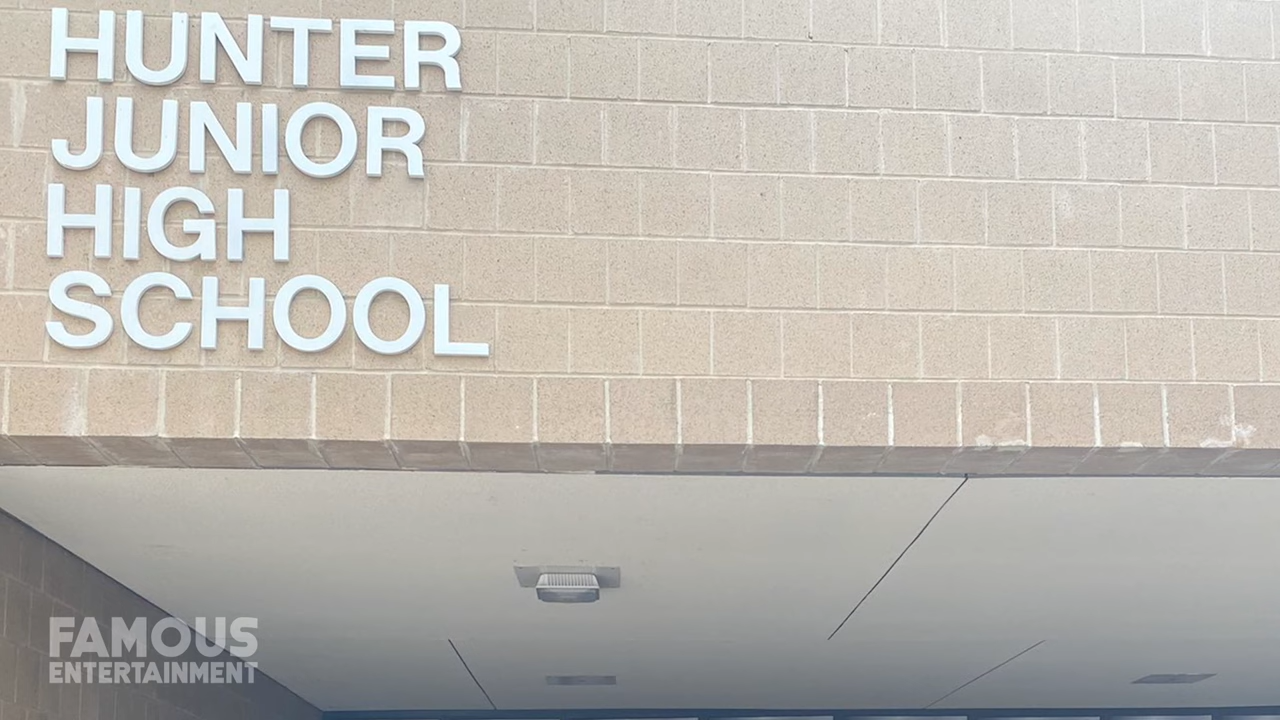 HUNTER
JUNIOR
HIGH
SCHOOL
FAMOUS
ENTERTAINMENT